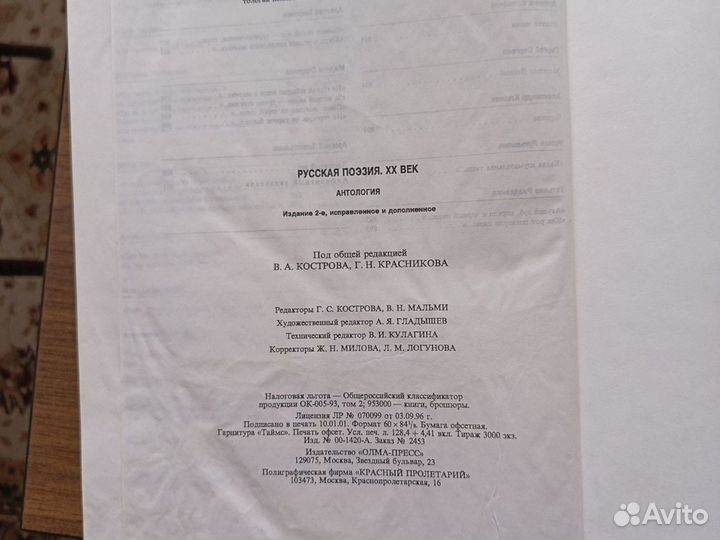 РУССКАЯ ПОЭЗИЯ. XX ВЕК
АНТОЛОГИЯ
Издание 2-е, исправленное и дополненное
Под общей редакцией
В. А. КОСТРОВА, Г. Н. КРАСНИКОВА
Редакторы Г. С. КОСТРОВА, В. Н. МАЛЬМИ
Художественный редактор А. Я. ГЛАДЫШЕВ
Технический редактор В. И. КУЛАГИНА
Корректоры Ж. Н. МИЛОВА, Л. М. ЛОГУНОВА
Налоговая льгота — Общероссийский классификатор
продукции ОК-005-93, том 2; 953000 — книги, брошюры.
Лицензия ЛР № 070099 от 03.09.96 г.
Подписано в печать 10.01.01. Формат 60 × 84¹/₈. Бумага офсетная.
Гарнитура «Таймс». Печать офсет. Усл. печ. л. 128,4 + 4,41 вкл. Тираж 3000 экз.
Изд. № 00-1420-А. Заказ № 2453
Издательство «ОЛМА-ПРЕСС»
129075, Москва, Звездный бульвар, 23
Полиграфическая фирма «КРАСНЫЙ ПРОЛЕТАРИЙ»
103473, Москва, Краснопролетарская, 16
Avito